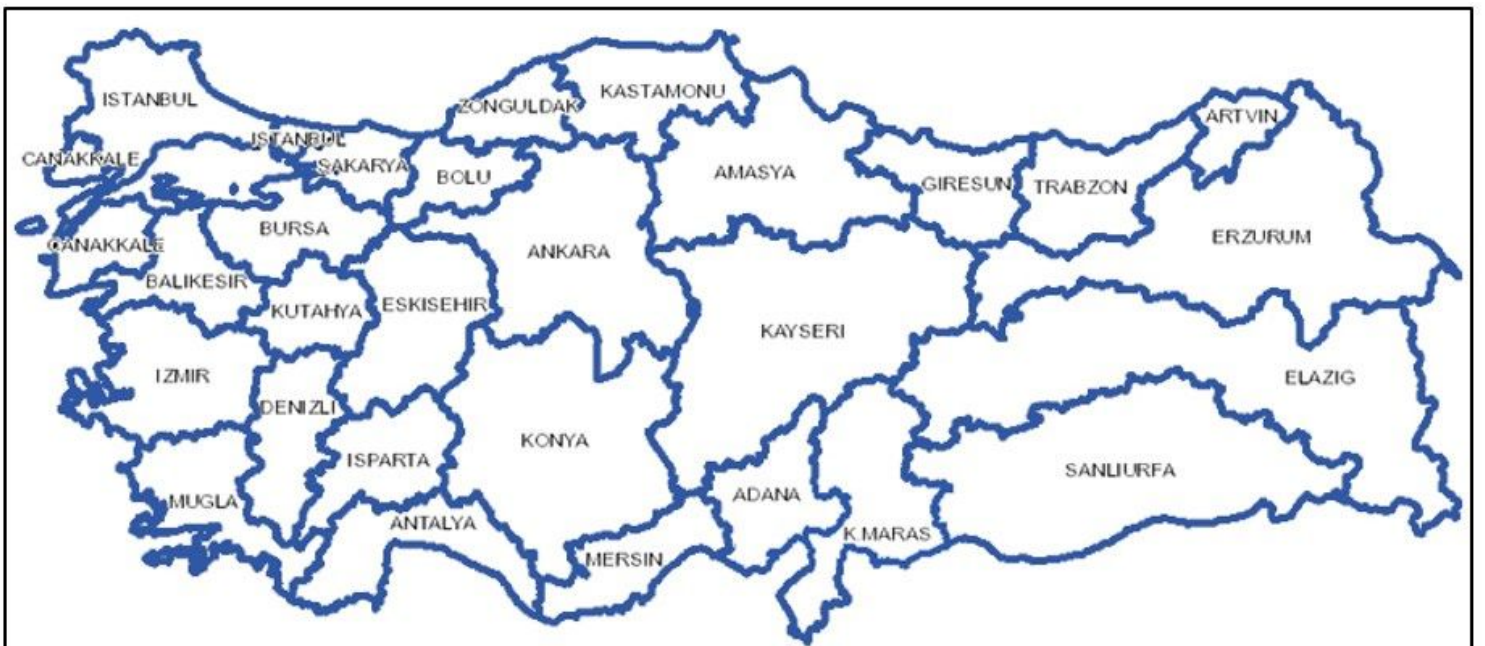 ISTANBUL
ZONGULDAK
KASTAMONU
ARTVIN
ISTANBUL
CANAKKALE
SAKARYA
BOLU
AMASYA
GIRESUN
TRABZON
CANAKKALE
BURSA
ANKARA
ERZURUM
BALIKESIR
KUTAHYA
ESKISEHIR
KAYSERI
IZMIR
ELAZIG
DENIZLI
KONYA
ISPARTA
SANLIURFA
MUGLA
ADANA
ANTALYA
K.MARAS
MERSIN